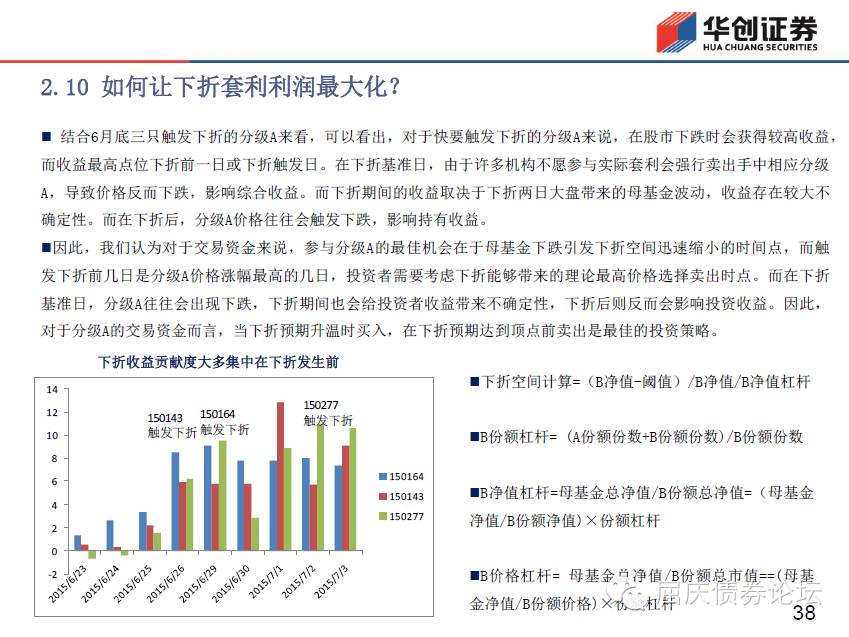 华创证券
HUA CHUANG SECURITIES
2.10 如何让下折套利利润最大化？
■ 结合6月底三只触发下折的分级A来看，可以看出，对于快要触发下折的分级A来说，在股市下跌时会获得较高收益，
而收益最高点位下折前一日或下折触发日。在下折基准日，由于许多机构不愿参与实际套利会强行卖出手中相应分级
A，导致价格反而下跌，影响综合收益。而下折期间的收益取决于下折两日大盘带来的母基金波动，收益存在较大不
确定性。而在下折后，分级A价格往往会触发下跌，影响持有收益。
■因此，我们认为对于交易资金来说，参与分级A的最佳机会在于母基金下跌引发下折空间迅速缩小的时间点，而触
发下折前几日是分级A价格涨幅最高的几日，投资者需要考虑下折能够带来的理论最高价格选择卖出时点。而在下折
基准日，分级A往往会出现下跌，下折期间也会给投资者收益带来不确定性，下折后则反而会影响投资收益。因此，
对于分级A的交易资金而言，当下折预期升温时买入，在下折预期达到顶点前卖出是最佳的投资策略。
下折收益贡献度大多集中在下折发生前
14
12
10
8
6
4
2
0
-2
150143
触发下折
150164
触发下折
150277
触发下折
150164
150143
150277
2015/6/23
2015/6/24
2015/6/25
2015/6/26
2015/6/29
2015/6/30
2015/7/1
2015/7/2
2015/7/3
■下折空间计算=（B净值-阈值）/B净值/B净值杠杆
■B份额杠杆= (A份额份数+B份额份数)/B份额份数
■B净值杠杆=母基金总净值/B份额总净值=（母基金
净值/B份额净值)×份额杠杆
■B价格杠杆= 母基金总净值/B份额总市值==(母基
金净值/B份额价格)×份额杠杆
屈庆债券论坛
38